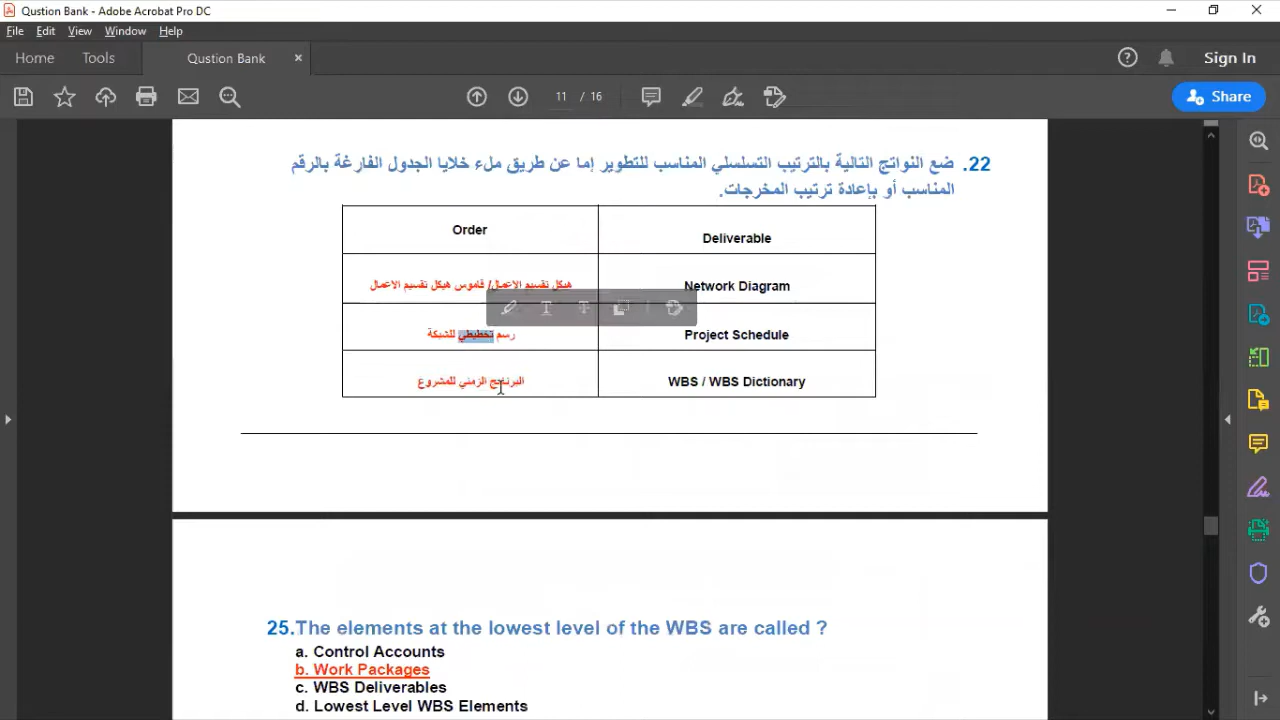 Qustion Bank - Adobe Acrobat Pro DC
File Edit View Window Help
Home Tools Qustion Bank Sign In
11 / 16 Share
22. ضع النواتج التالية بالترتيب التسلسلي المناسب للتطوير إما عن طريق ملء خلايا الجدول الفارغة بالرقم
المناسب أو بإعادة ترتيب المخرجات.
Order Deliverable
هيكل تقسيم الاعمال/ قاموس هيكل تقسيم الاعمال Network Diagram
رسم تخطيطي للشبكة Project Schedule
البرنامج الزمني للمشروع WBS / WBS Dictionary
25.The elements at the lowest level of the WBS are called ?
a. Control Accounts
b. Work Packages
c. WBS Deliverables
d. Lowest Level WBS Elements